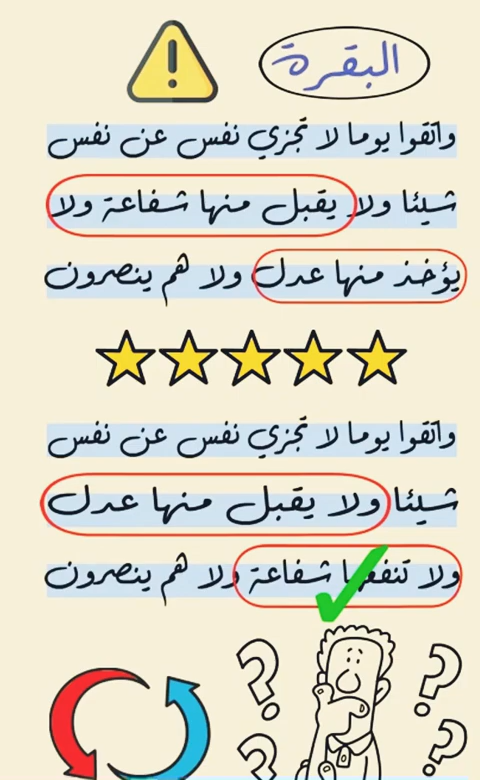 البقرة
واتقوا يوما لا تجزي نفس عن نفس
شيئا ولا يقبل منها شفاعة ولا
يؤخذ منها عدل ولا هم ينصرون
واتقوا يوما لا تجزي نفس عن نفس
شيئا ولا يقبل منها عدل
ولا تنفعها شفاعة ولا هم ينصرون